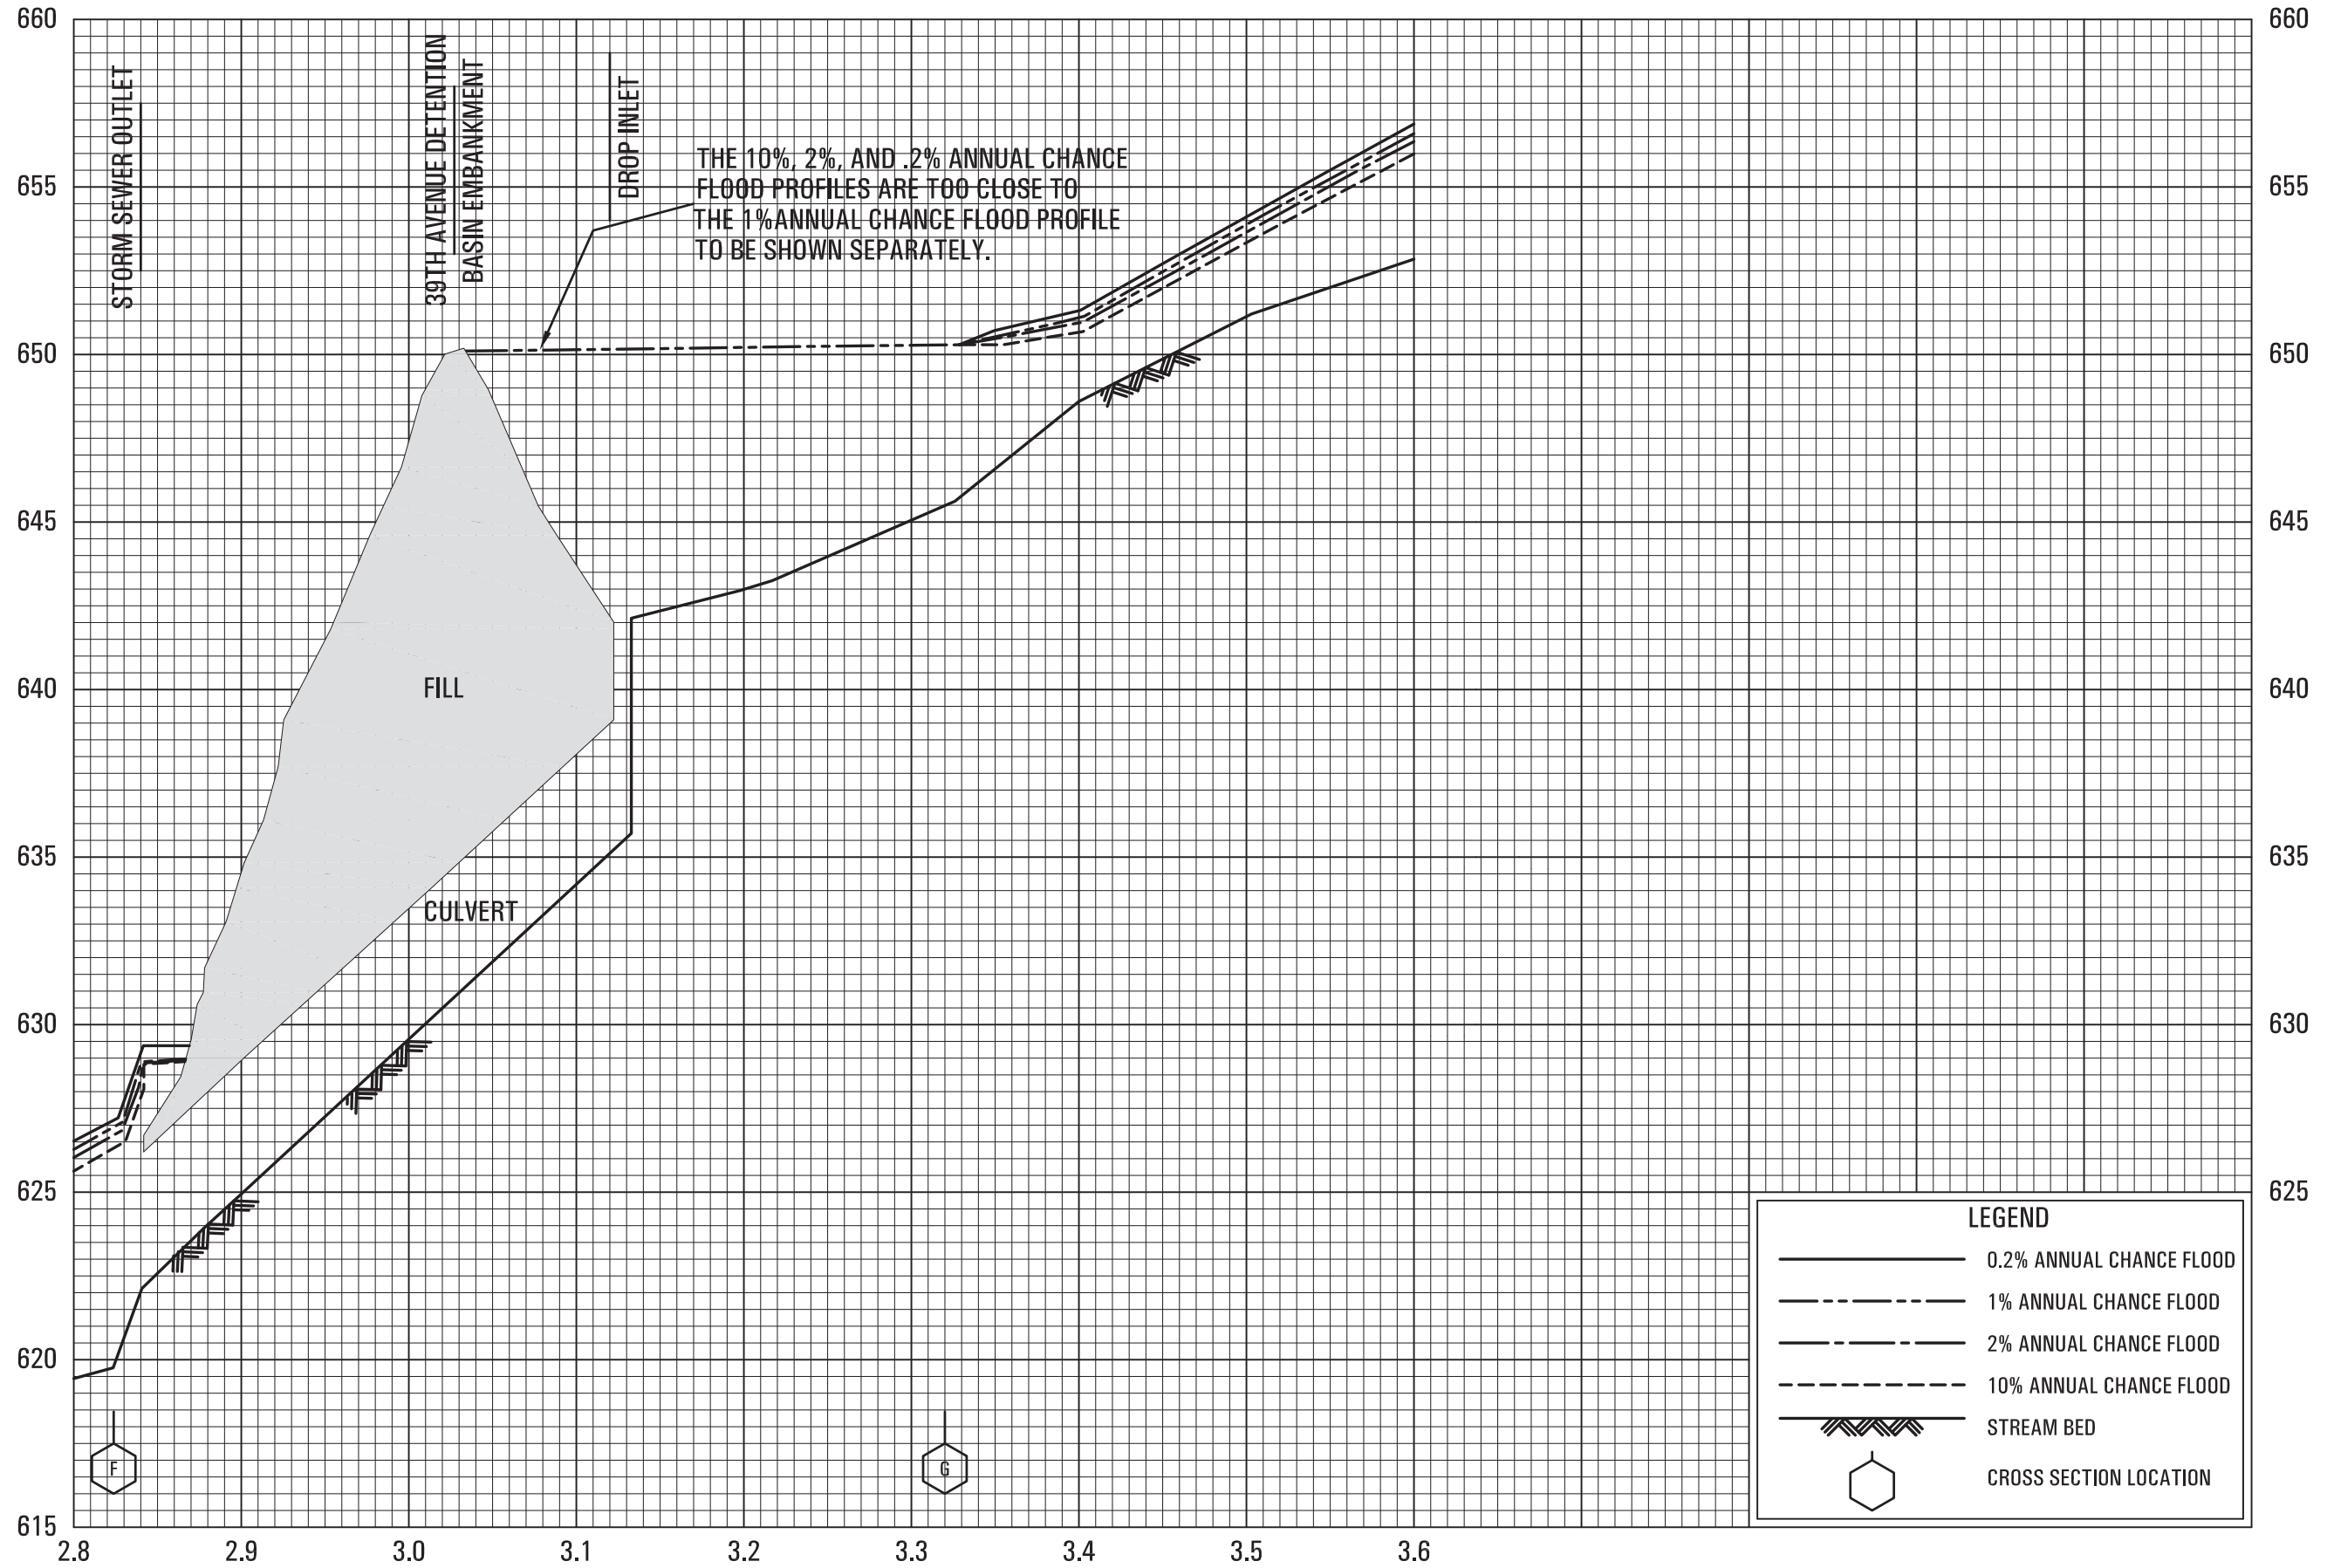 660
655
650
645
640
635
630
625
620
615
660
655
650
645
640
635
630
625
STORM SEWER OUTLET
39TH AVENUE DETENTION
BASIN EMBANKMENT
DROP INLET
THE 10%, 2%, AND .2% ANNUAL CHANCE
FLOOD PROFILES ARE TOO CLOSE TO
THE 1%ANNUAL CHANCE FLOOD PROFILE
TO BE SHOWN SEPARATELY.
FILL
CULVERT
F
G
LEGEND
0.2% ANNUAL CHANCE FLOOD
1% ANNUAL CHANCE FLOOD
2% ANNUAL CHANCE FLOOD
10% ANNUAL CHANCE FLOOD
STREAM BED
CROSS SECTION LOCATION
2.8 2.9 3.0 3.1 3.2 3.3 3.4 3.5 3.6